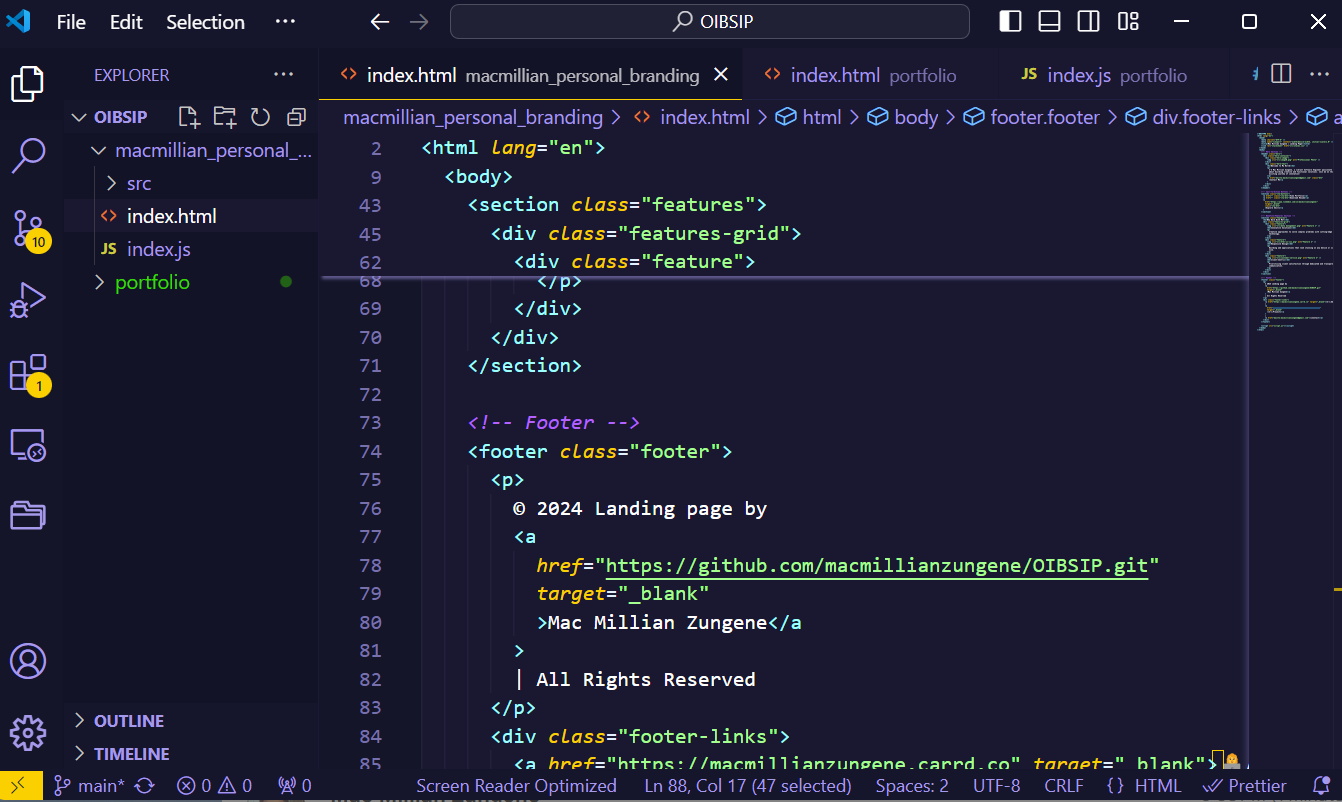 File Edit Selection ··· OIBSIP
EXPLORER ···
OIBSIP
macmillian_personal_...
src
index.html
JS index.js
portfolio
OUTLINE
TIMELINE
10
1
index.html macmillian_personal_branding
index.html portfolio
JS index.js portfolio
macmillian_personal_branding > index.html > html > body > footer.footer > div.footer-links > a
2 <html lang="en">
9 <body>
43 <section class="features">
45 <div class="features-grid">
62 <div class="feature">
68 </p>
69 </div>
70 </div>
71 </section>
72
73 <!-- Footer -->
74 <footer class="footer">
75 <p>
76 © 2024 Landing page by
77 <a
78 href="https://github.com/macmillianzungene/OIBSIP.git"
79 target="_blank"
80 >Mac Millian Zungene</a
81 >
82 | All Rights Reserved
83 </p>
84 <div class="footer-links">
85 <a href="https://macmillianzungene.carrd.co" target="_blank">
main* 0 0 0 Screen Reader Optimized Ln 88, Col 17 (47 selected) Spaces: 2 UTF-8 CRLF {} HTML Prettier